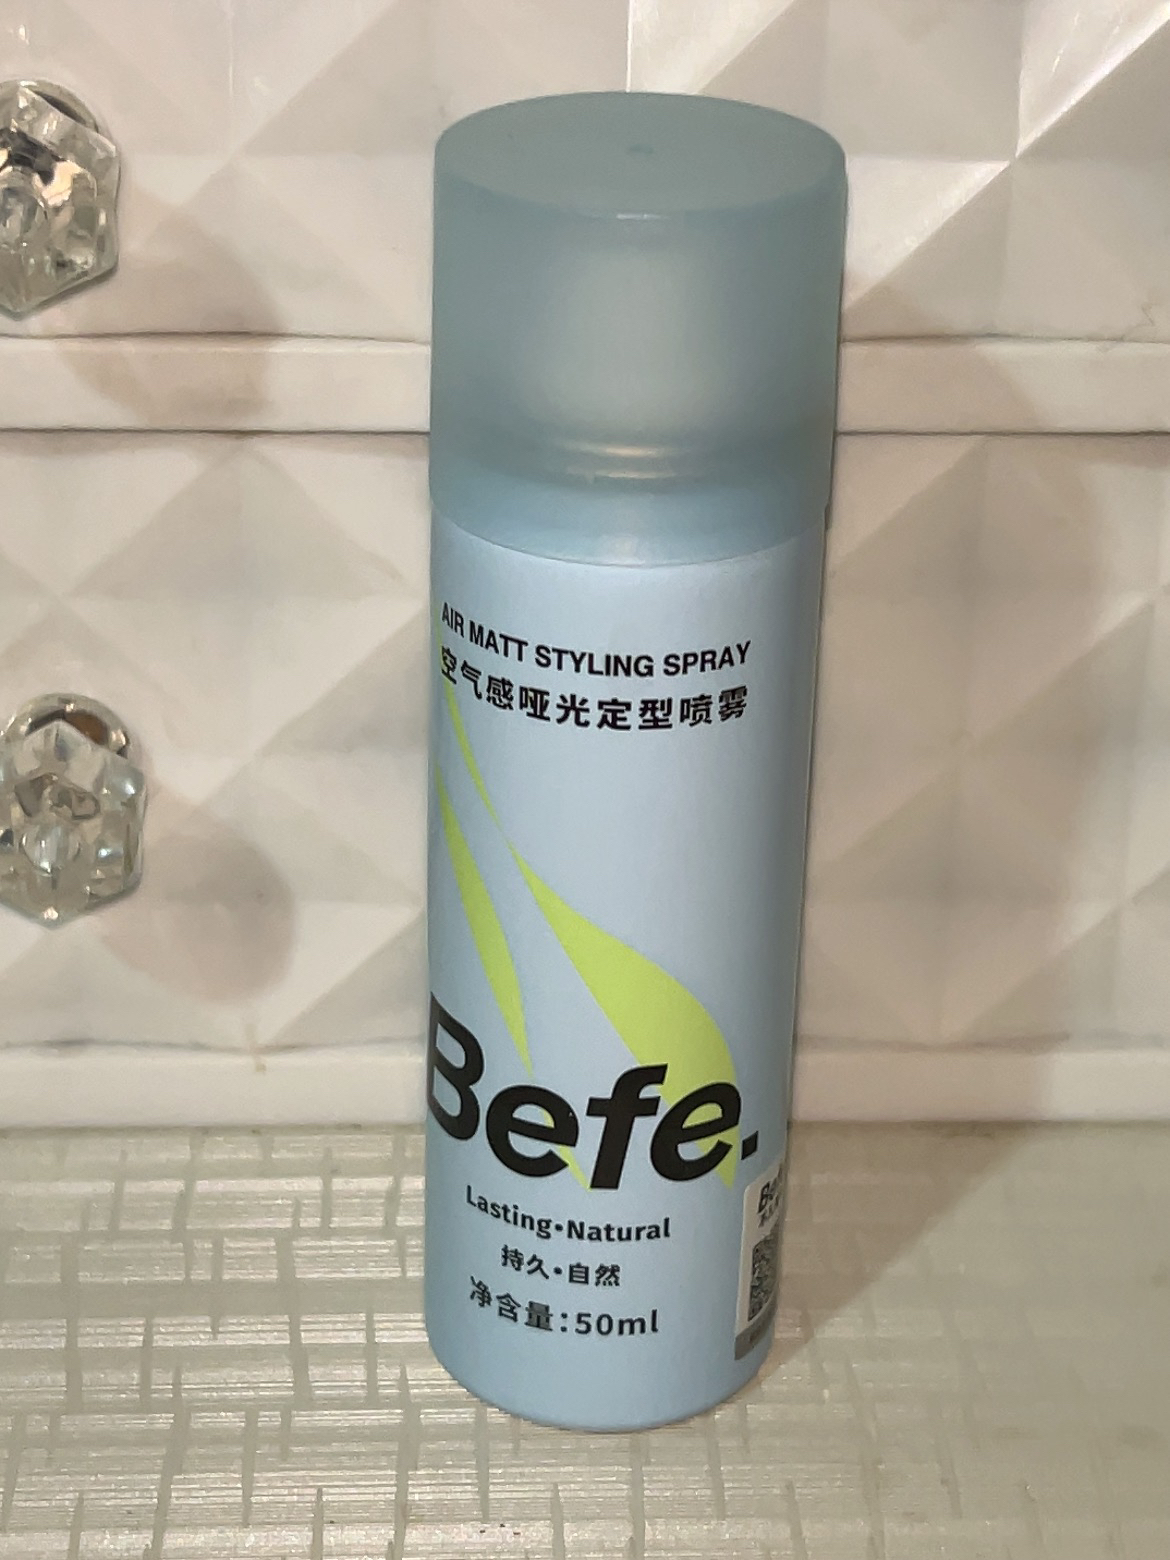 AIR MATT STYLING SPRAY
空气感哑光定型喷雾
Befe.
Lasting•Natural
持久•自然
净含量:50ml